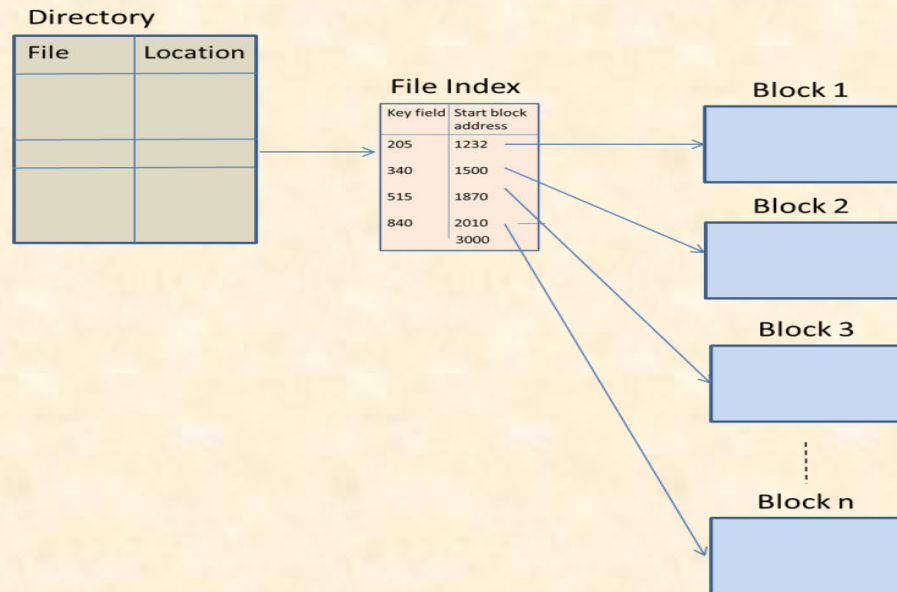 Directory
File Location
File Index
Key field Start block
address
205 1232
340 1500
515 1870
840 2010
3000
Block 1
Block 2
Block 3
Block n